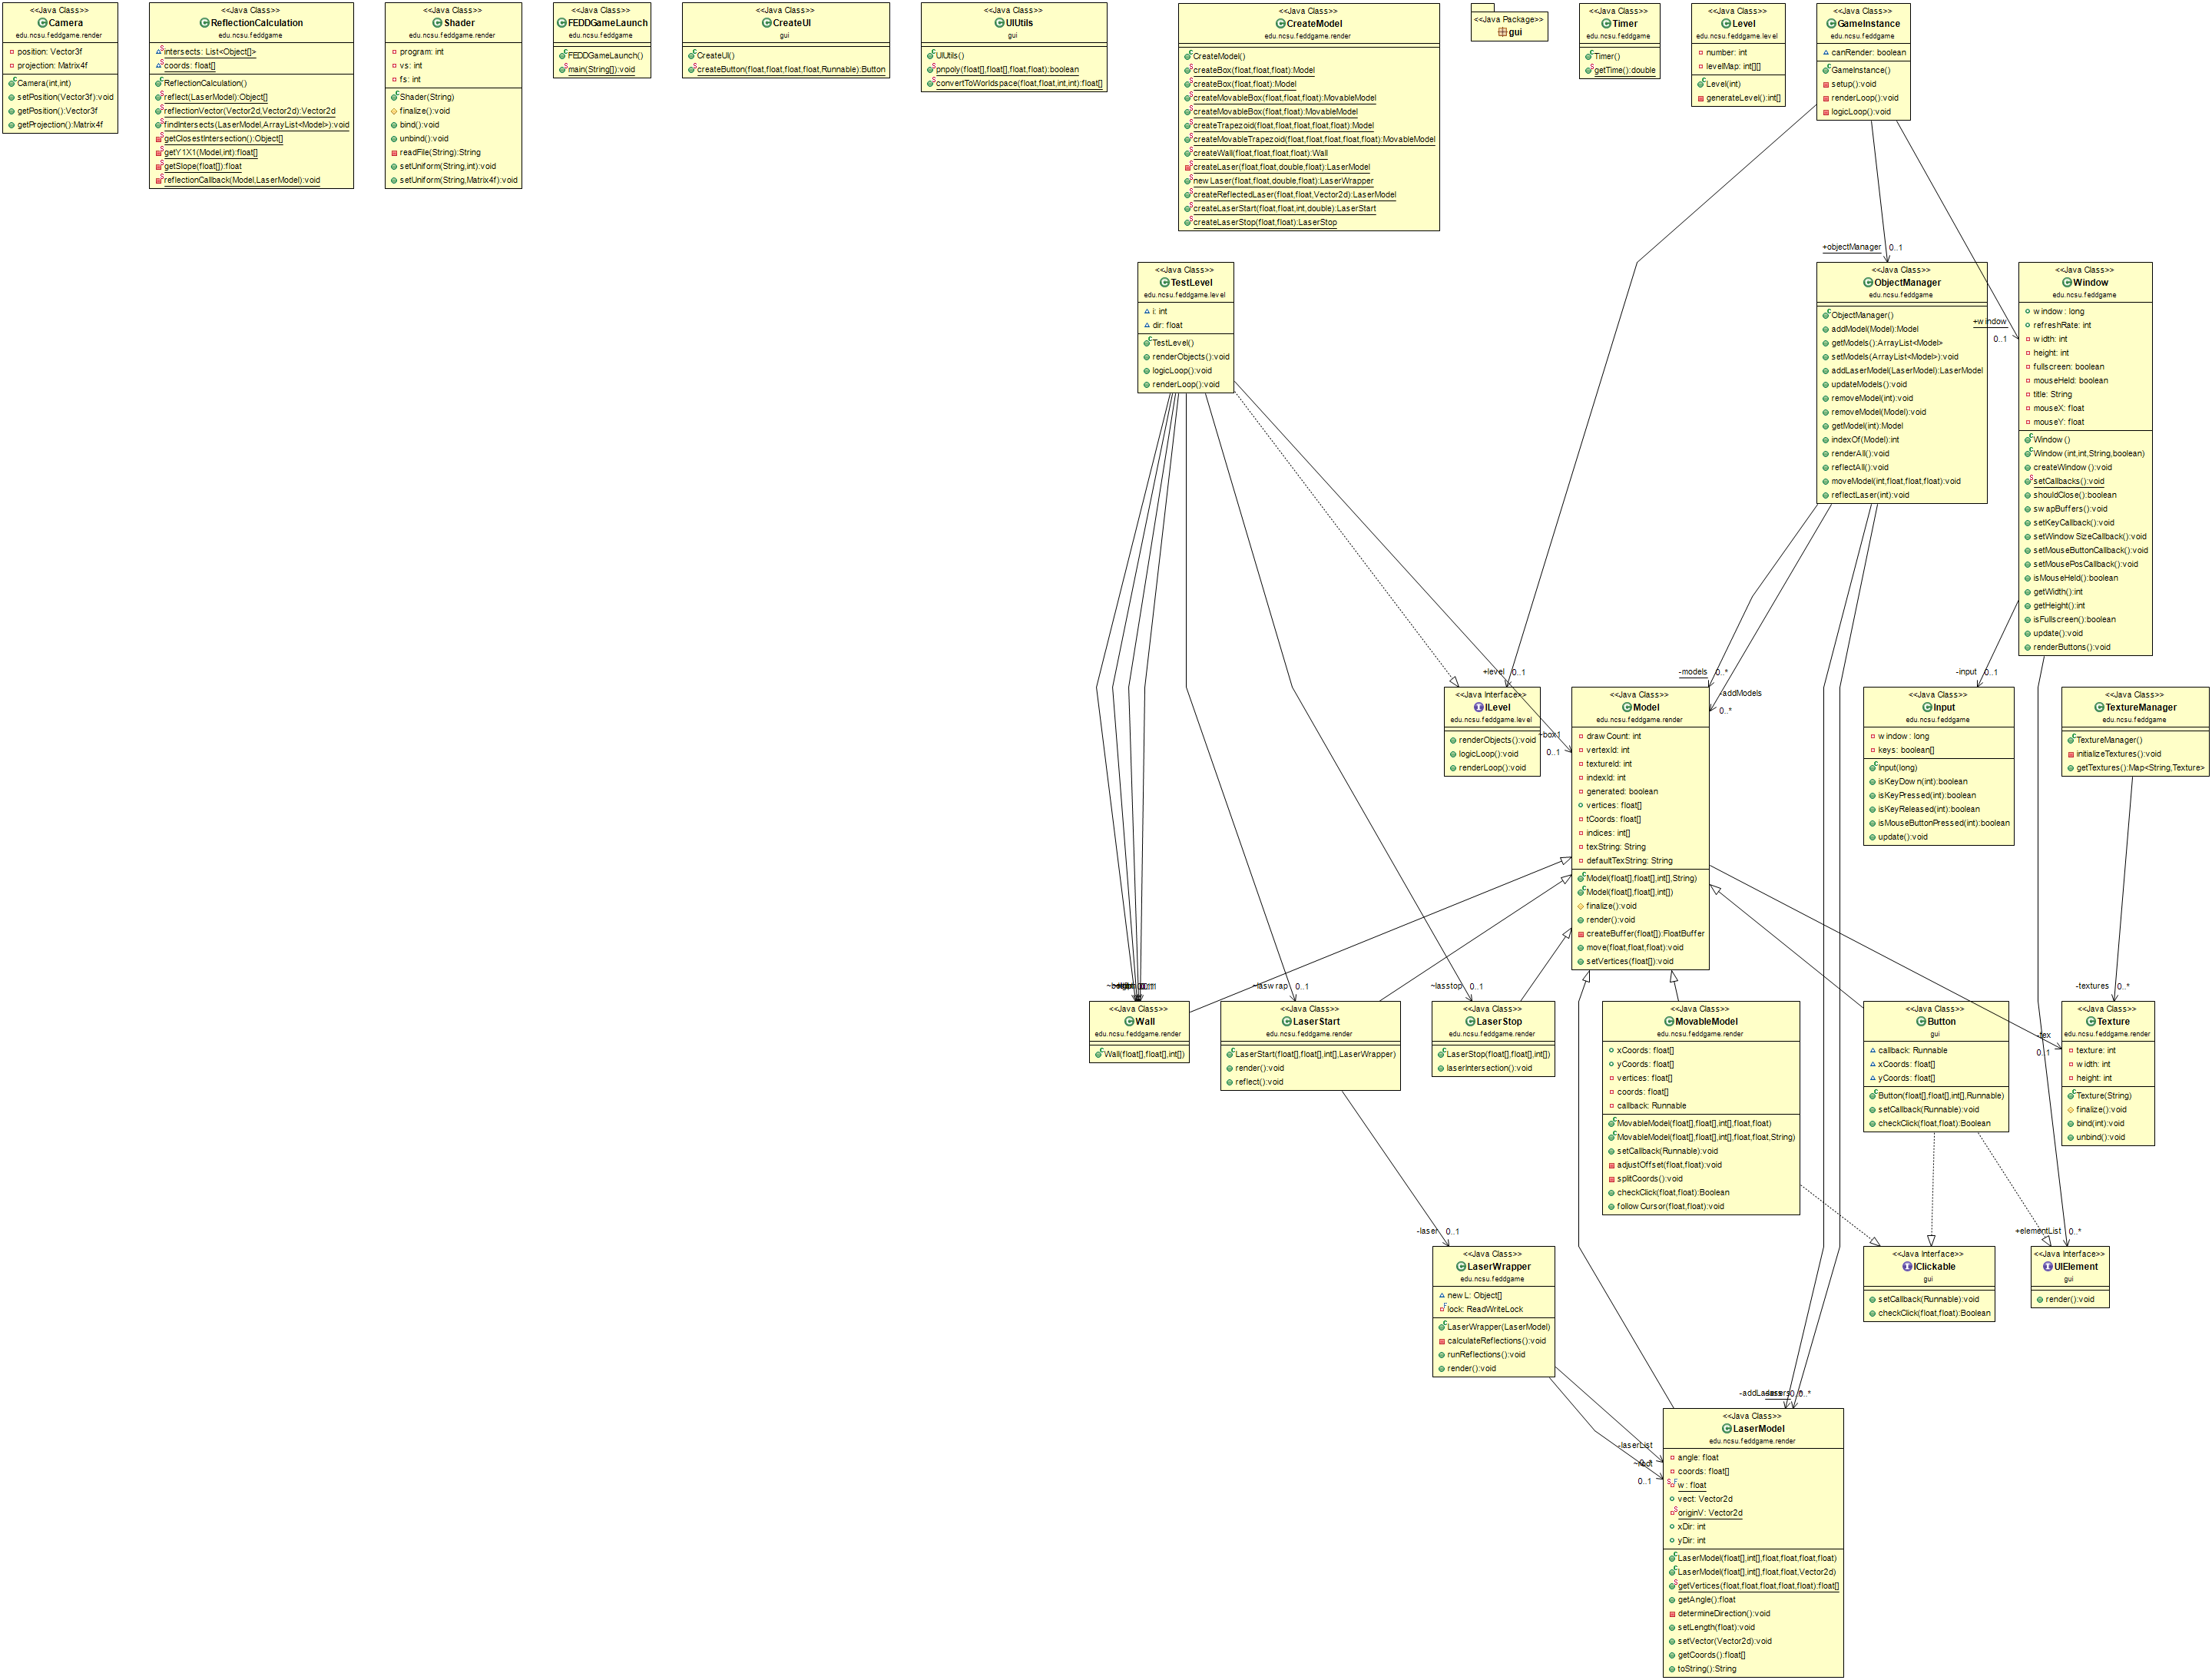 <<Java Class>>
Camera
edu.ncsu.feddgame.render
position: Vector3f
projection: Matrix4f
Camera(int,int)
setPosition(Vector3f):void
getPosition():Vector3f
getProjection():Matrix4f
<<Java Class>>
ReflectionCalculation
edu.ncsu.feddgame.render
intersects: List<Object[]>
coords: float[]
ReflectionCalculation()
reflect(LaserModel):Object[]
reflectionVector(Vector2d,Vector2d):Vector2d
findIntersects(LaserModel,ArrayList<Model>):void
getClosestIntersection():Object[]
getY1X1(Model,int):float[]
getSlope(float[]):float
reflectionCallback(Model,LaserModel):void
<<Java Class>>
Shader
edu.ncsu.feddgame.render
program: int
vs: int
fs: int
Shader(String)
finalize():void
bind():void
unbind():void
readFile(String):String
setUniform(String,int):void
setUniform(String,Matrix4f):void
<<Java Class>>
FEDDGameLaunch
edu.ncsu.feddgame
FEDDGameLaunch()
main(String[]):void
<<Java Class>>
CreateUI
gui
CreateUI()
createButton(float,float,float,float,Runnable):Button
<<Java Class>>
UIUtils
gui
UIUtils()
pnpoly(float[],float[],float,float):boolean
convertToWorldspace(float,float,int,int):float[]
<<Java Class>>
CreateModel
edu.ncsu.feddgame.render
CreateModel()
createBox(float,float,float):Model
createBox(float,float):Model
createMovableBox(float,float,float):MovableModel
createMovableBox(float,float):MovableModel
createTrapezoid(float,float,float,float,float):Model
createMovableTrapezoid(float,float,float,float,float):MovableModel
createWall(float,float,float,float):Wall
createLaser(float,float,double,float):LaserModel
newLaser(float,float,double,float):LaserWrapper
createReflectedLaser(float,float,Vector2d):LaserModel
createLaserStart(float,float,int,double):LaserStart
createLaserStop(float,float):LaserStop
<<Java Package>>
gui
<<Java Class>>
Timer
edu.ncsu.feddgame
Timer()
getTime():double
<<Java Class>>
Level
edu.ncsu.feddgame.level
number: int
levelMap: int[][]
Level(int)
generateLevel():int[]
<<Java Class>>
GameInstance
edu.ncsu.feddgame
canRender: boolean
GameInstance()
setup():void
renderLoop():void
logicLoop():void
+objectManager 0..1
+window
0..1
<<Java Class>>
TestLevel
edu.ncsu.feddgame.level
i: int
dir: float
TestLevel()
renderObjects():void
logicLoop():void
renderLoop():void
<<Java Class>>
ObjectManager
edu.ncsu.feddgame
ObjectManager()
addModel(Model):Model
getModels():ArrayList<Model>
setModels(ArrayList<Model>):void
addLaserModel(LaserModel):LaserModel
updateModels():void
removeModel(int):void
removeModel(Model):void
getModel(int):Model
indexOf(Model):int
renderAll():void
reflectAll():void
moveModel(int,float,float,float):void
reflectLaser(int):void
<<Java Class>>
Window
edu.ncsu.feddgame
window: long
refreshRate: int
width: int
height: int
fullscreen: boolean
mouseHeld: boolean
title: String
mouseX: float
mouseY: float
Window()
Window(int,int,String,boolean)
createWindow():void
setCallbacks():void
shouldClose():boolean
swapBuffers():void
setKeyCallback():void
setWindowSizeCallback():void
setMouseButtonCallback():void
setMousePosCallback():void
isMouseHeld():boolean
getWidth():int
getHeight():int
isFullscreen():boolean
update():void
renderButtons():void
+level 0..1
-models 0..*
-addModels
0..*
-input 0..1
~box1
0..1
<<Java Interface>>
ILevel
edu.ncsu.feddgame.level
renderObjects():void
logicLoop():void
renderLoop():void
<<Java Class>>
Model
edu.ncsu.feddgame.render
drawCount: int
vertexId: int
textureId: int
indexId: int
generated: boolean
vertices: float[]
tCoords: float[]
indices: int[]
texString: String
defaultTexString: String
Model(float[],float[],int[],String)
Model(float[],float[],int[])
finalize():void
render():void
createBuffer(float[]):FloatBuffer
move(float,float,float):void
setVertices(float[]):void
<<Java Class>>
Input
edu.ncsu.feddgame
window: long
keys: boolean[]
Input(long)
isKeyDown(int):boolean
isKeyPressed(int):boolean
isKeyReleased(int):boolean
isMouseButtonPressed(int):boolean
update():void
<<Java Class>>
TextureManager
edu.ncsu.feddgame
TextureManager()
initializeTextures():void
getTextures():Map<String,Texture>
~laswrap 0..1
~lasstop 0..1
-textures 0..*
-tex
0..1
<<Java Class>>
Wall
edu.ncsu.feddgame.render
Wall(float[],float[],int[])
<<Java Class>>
LaserStart
edu.ncsu.feddgame.render
LaserStart(float[],float[],int[],LaserWrapper)
render():void
reflect():void
<<Java Class>>
LaserStop
edu.ncsu.feddgame.render
LaserStop(float[],float[],int[])
laserIntersection():void
<<Java Class>>
MovableModel
edu.ncsu.feddgame.render
xCoords: float[]
yCoords: float[]
vertices: float[]
coords: float[]
callback: Runnable
MovableModel(float[],float[],int[],float,float)
MovableModel(float[],float[],int[],float,float,String)
setCallback(Runnable):void
adjustOffset(float,float):void
splitCoords():void
checkClick(float,float):Boolean
followCursor(float,float):void
<<Java Class>>
Button
gui
callback: Runnable
xCoords: float[]
yCoords: float[]
Button(float[],float[],int[],Runnable)
setCallback(Runnable):void
checkClick(float,float):Boolean
<<Java Class>>
Texture
edu.ncsu.feddgame.render
texture: int
width: int
height: int
Texture(String)
finalize():void
bind(int):void
unbind():void
-laser 0..1
+elementList 0..*
<<Java Class>>
LaserWrapper
edu.ncsu.feddgame
newL: Object[]
lock: ReadWriteLock
LaserWrapper(LaserModel)
calculateReflections():void
runReflections():void
render():void
<<Java Interface>>
IClickable
gui
setCallback(Runnable):void
checkClick(float,float):Boolean
<<Java Interface>>
UIElement
gui
render():void
-laserList
0..1
<<Java Class>>
LaserModel
edu.ncsu.feddgame.render
angle: float
coords: float[]
w: float
vect: Vector2d
originV: Vector2d
xDir: int
yDir: int
LaserModel(float[],int[],float,float,float,float)
LaserModel(float[],int[],float,float,Vector2d)
getVertices(float,float,float,float,float):float[]
getAngle():float
determineDirection():void
setLength(float):void
setVector(Vector2d):void
getCoords():float[]
toString():String